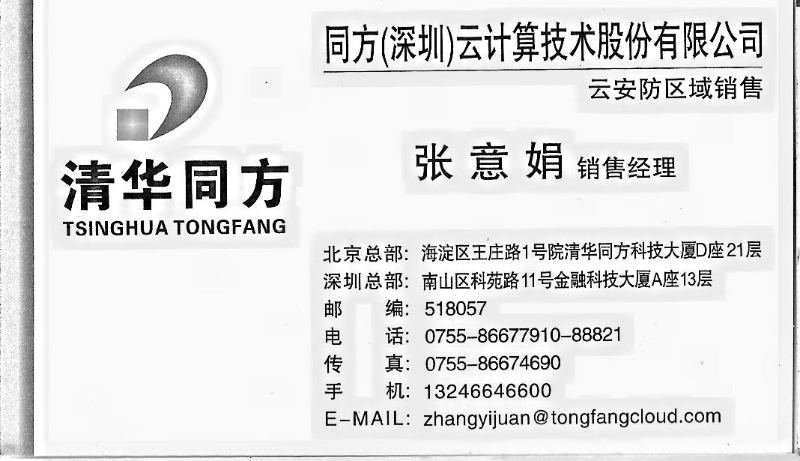 同方(深圳)云计算技术股份有限公司
云安防区域销售
张意娟 销售经理
清华同方
TSINGHUA TONGFANG
北京总部: 海淀区王庄路1号院清华同方科技大厦D座21层
深圳总部: 南山区科苑路11号金融科技大厦A座13层
邮 编: 518057
电 话: 0755-86677910-88821
传 真: 0755-86674690
手 机: 13246646600
E-MAIL: zhangyijuan@tongfangcloud.com